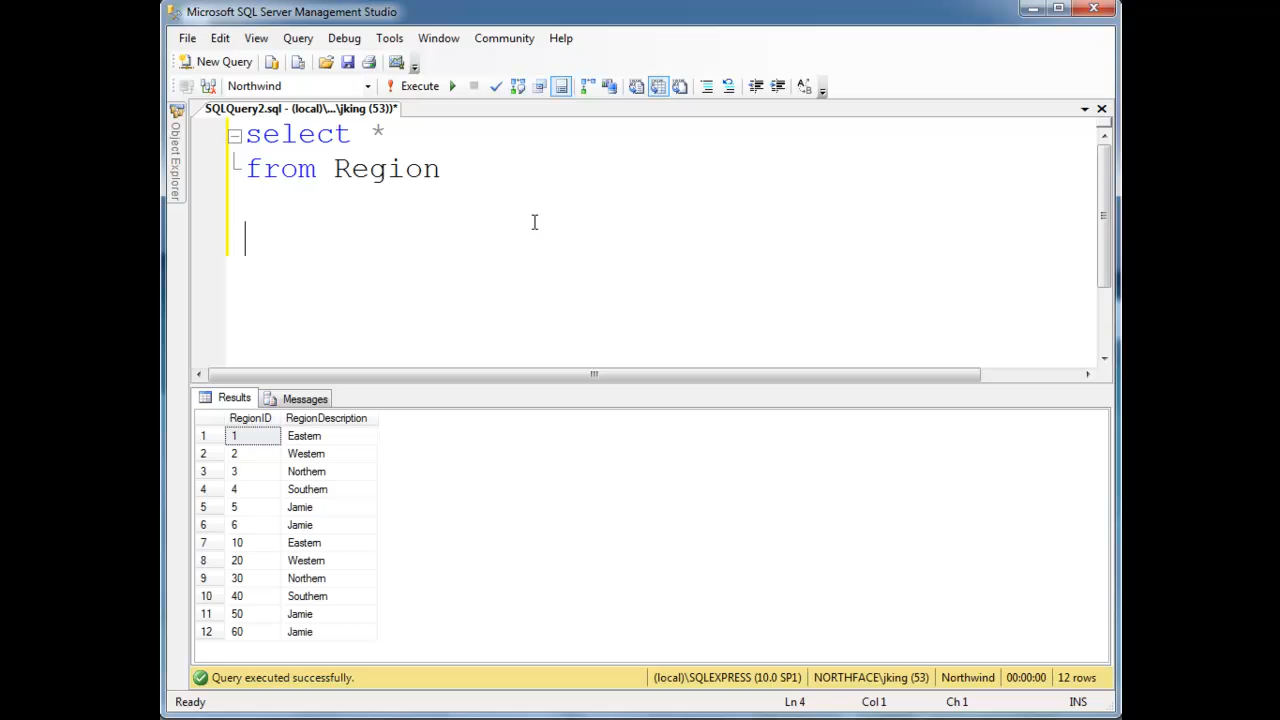 Microsoft SQL Server Management Studio
File Edit View Query Debug Tools Window Community Help
New Query
Northwind Execute
SQLQuery2.sql - (local)\...\jking (53))*
Object Explorer
select *
from Region
Results Messages
RegionID RegionDescription
1 1 Eastern
2 2 Western
3 3 Northern
4 4 Southern
5 5 Jamie
6 6 Jamie
7 10 Eastern
8 20 Western
9 30 Northern
10 40 Southern
11 50 Jamie
12 60 Jamie
Query executed successfully. (local)\SQLEXPRESS (10.0 SP1) NORTHFACE\jking (53) Northwind 00:00:00 12 rows
Ready Ln 4 Col 1 Ch 1 INS